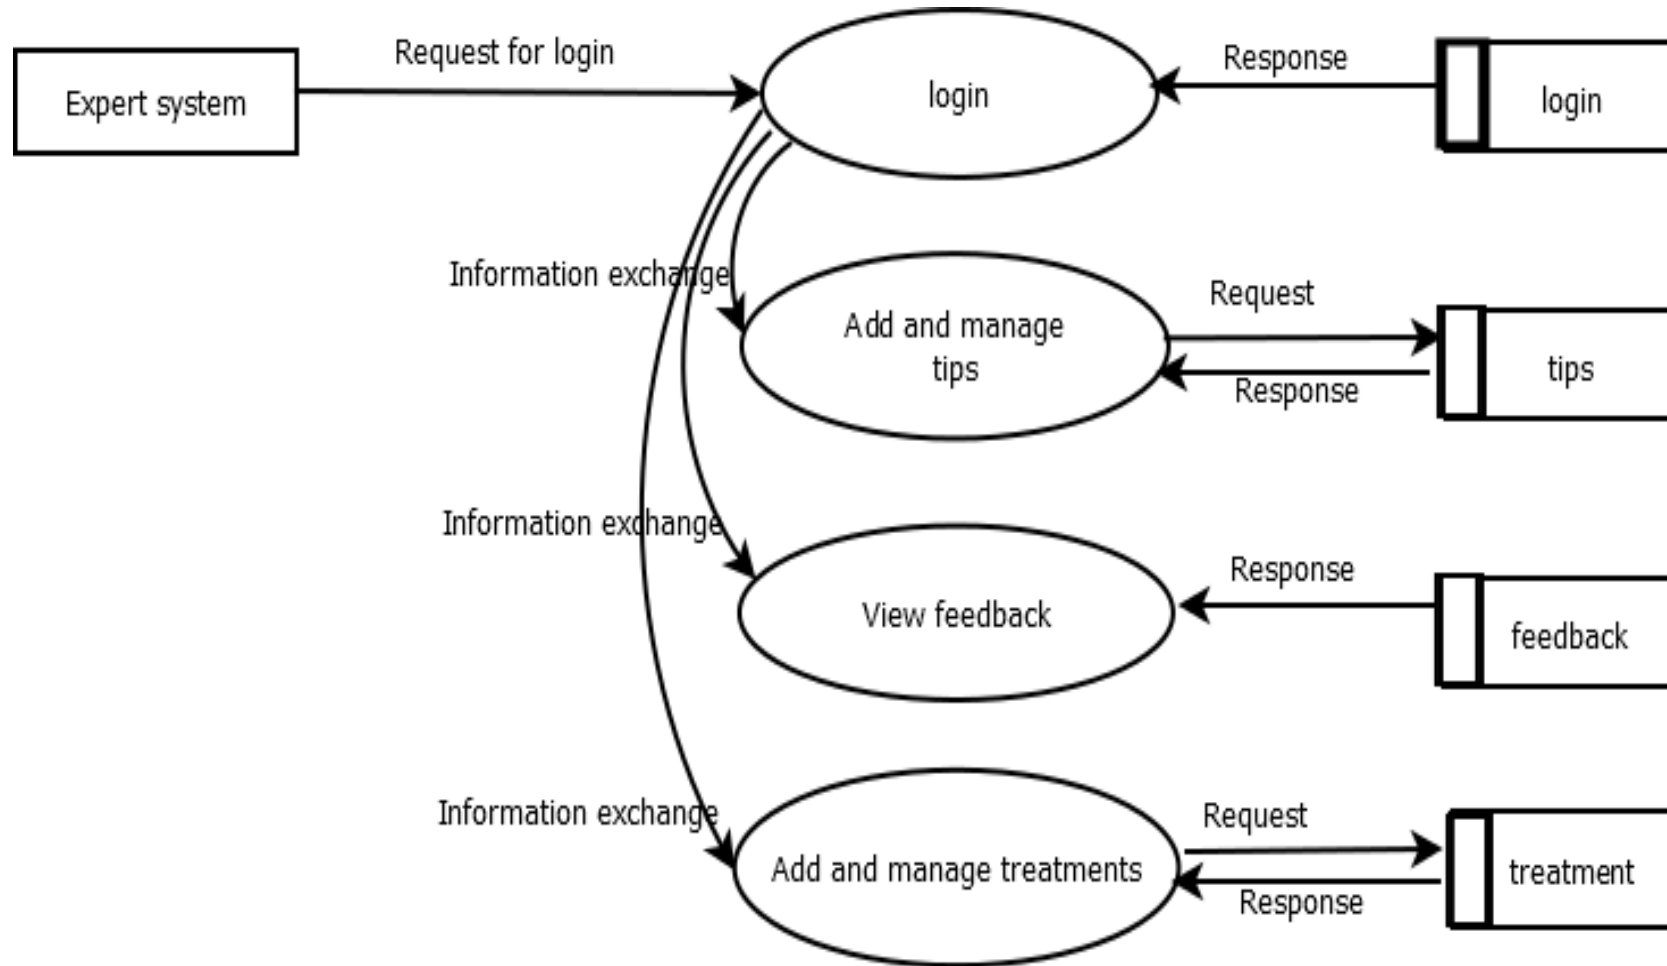 Request for login
Response
Expert system
login
login
Information exchange
Request
Add and manage
tips
tips
Response
Information exchange
Response
View feedback
feedback
Information exchange
Request
Add and manage treatments
treatment
Response